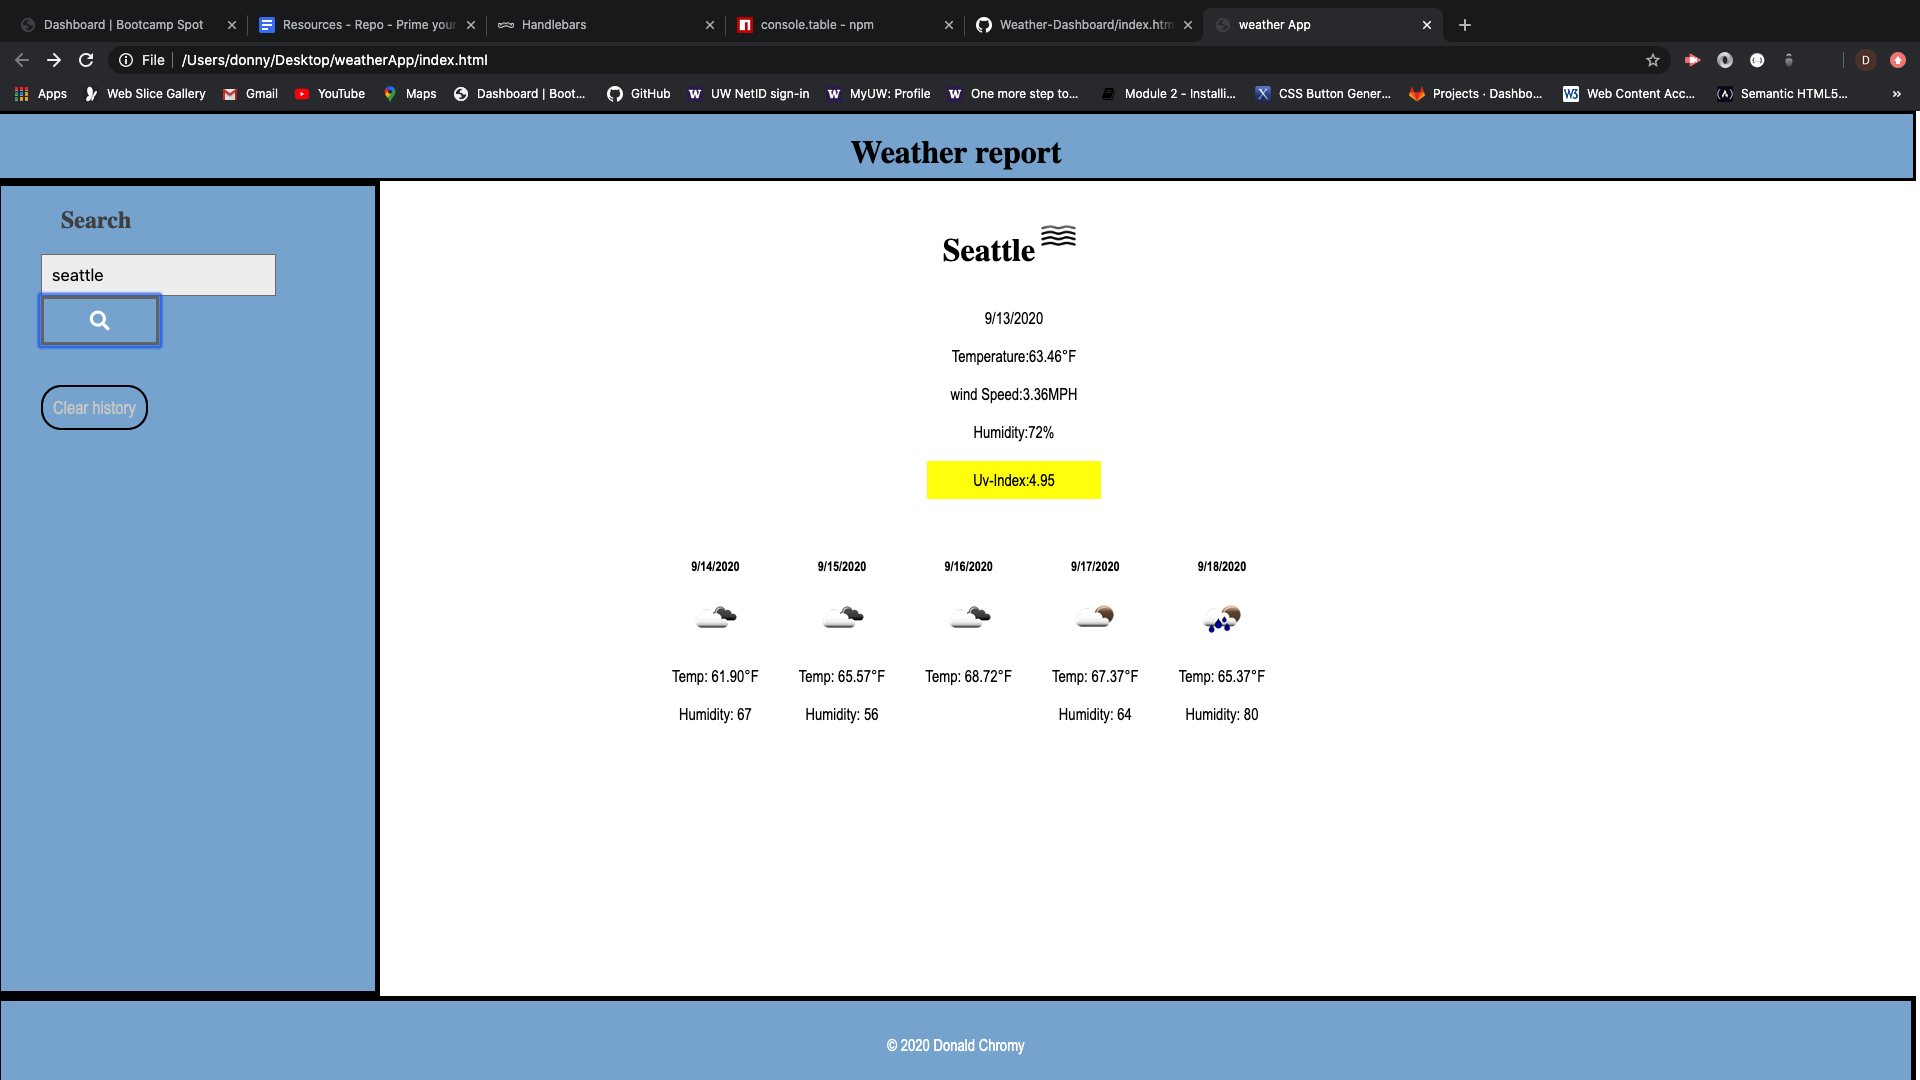 Dashboard | Bootcamp Spot
Resources - Repo - Prime your
Handlebars
console.table - npm
Weather-Dashboard/index.htm
weather App
File
/Users/donny/Desktop/weatherApp/index.html
D
Apps
Web Slice Gallery
Gmail
YouTube
Maps
Dashboard | Boot...
GitHub
UW NetID sign-in
MyUW: Profile
One more step to...
Module 2 - Installi...
CSS Button Gener...
Projects · Dashbo...
Web Content Acc...
Semantic HTML5...
»
Weather report
Search
seattle
Clear history
Seattle
9/13/2020
Temperature:63.46°F
wind Speed:3.36MPH
Humidity:72%
Uv-Index:4.95
9/14/2020 9/15/2020 9/16/2020 9/17/2020 9/18/2020
Temp: 61.90°F Temp: 65.57°F Temp: 68.72°F Temp: 67.37°F Temp: 65.37°F
Humidity: 67 Humidity: 56 Humidity: 64 Humidity: 80
© 2020 Donald Chromy